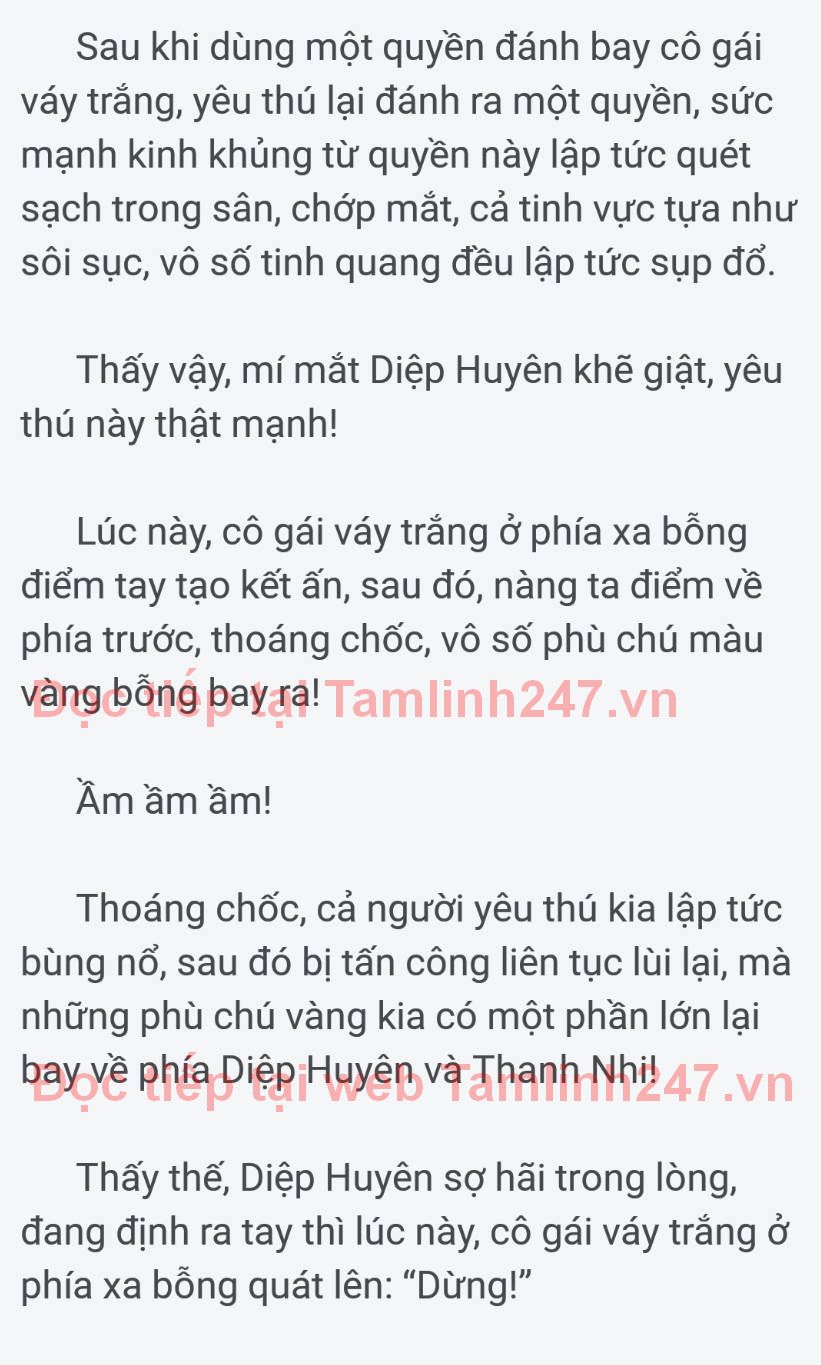 Sau khi dùng một quyền đánh bay cô gái
váy trắng, yêu thú lại đánh ra một quyền, sức
mạnh kinh khủng từ quyền này lập tức quét
sạch trong sân, chớp mắt, cả tinh vực tựa như
sôi sục, vô số tinh quang đều lập tức sụp đổ.
Thấy vậy, mí mắt Diệp Huyên khẽ giật, yêu
thú này thật mạnh!
Lúc này, cô gái váy trắng ở phía xa bỗng
điểm tay tạo kết ấn, sau đó, nàng ta điểm về
phía trước, thoáng chốc, vô số phù chú màu
vàng bỗng bay ra!
Đọc tiếp tại Tamlinh247.vn
Ầm ầm ầm!
Thoáng chốc, cả người yêu thú kia lập tức
bùng nổ, sau đó bị tấn công liên tục lùi lại, mà
những phù chú vàng kia có một phần lớn lại
bay về phía Diệp Huyên và Thanh Nhi!
Đọc tiếp tại web Tamlinh247.vn
Thấy thế, Diệp Huyên sợ hãi trong lòng,
đang định ra tay thì lúc này, cô gái váy trắng ở
phía xa bỗng quát lên: “Dừng!”